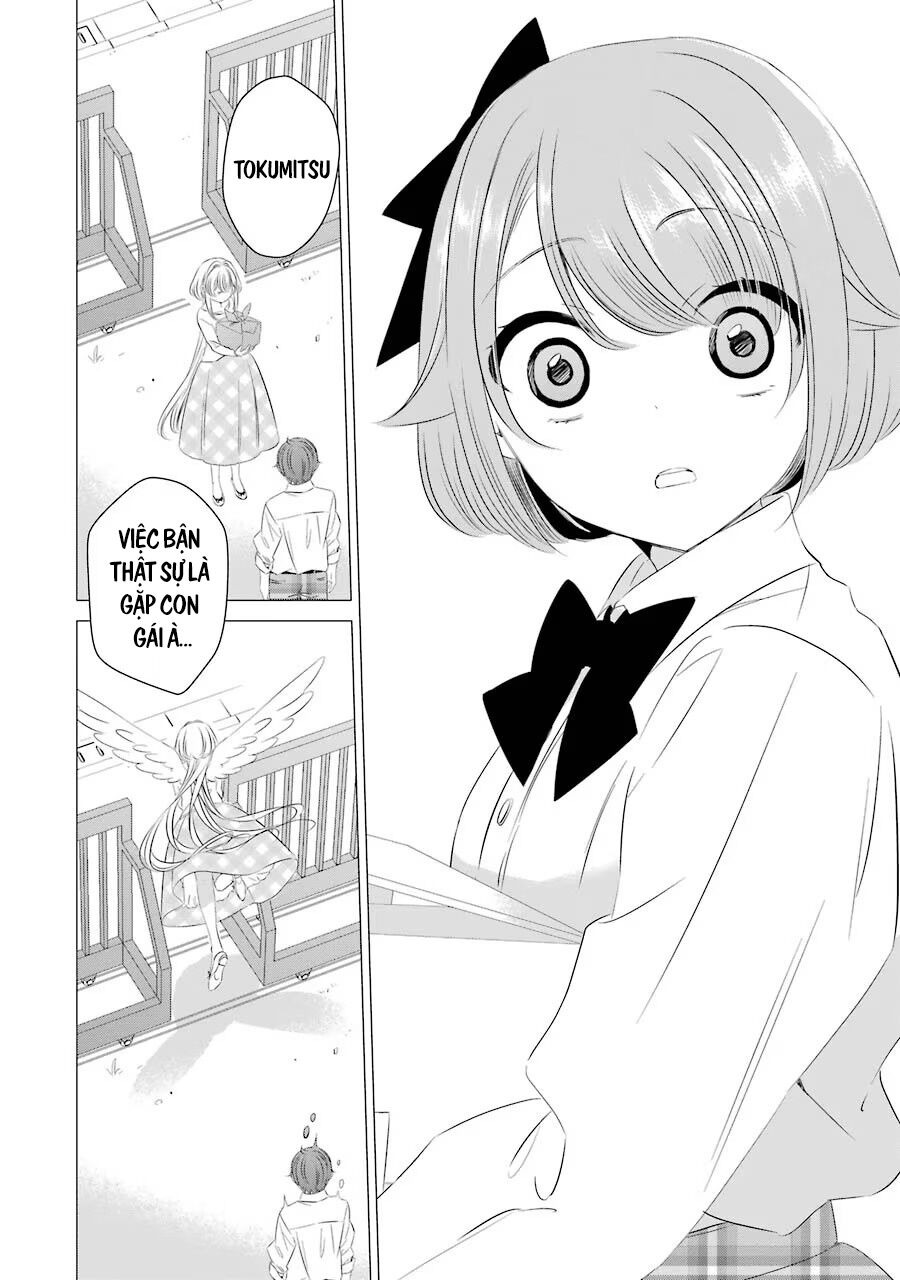 TOKUMITSU
VIỆC BẬN
THẬT SỰ LÀ
GẶP CON
GÁI À...